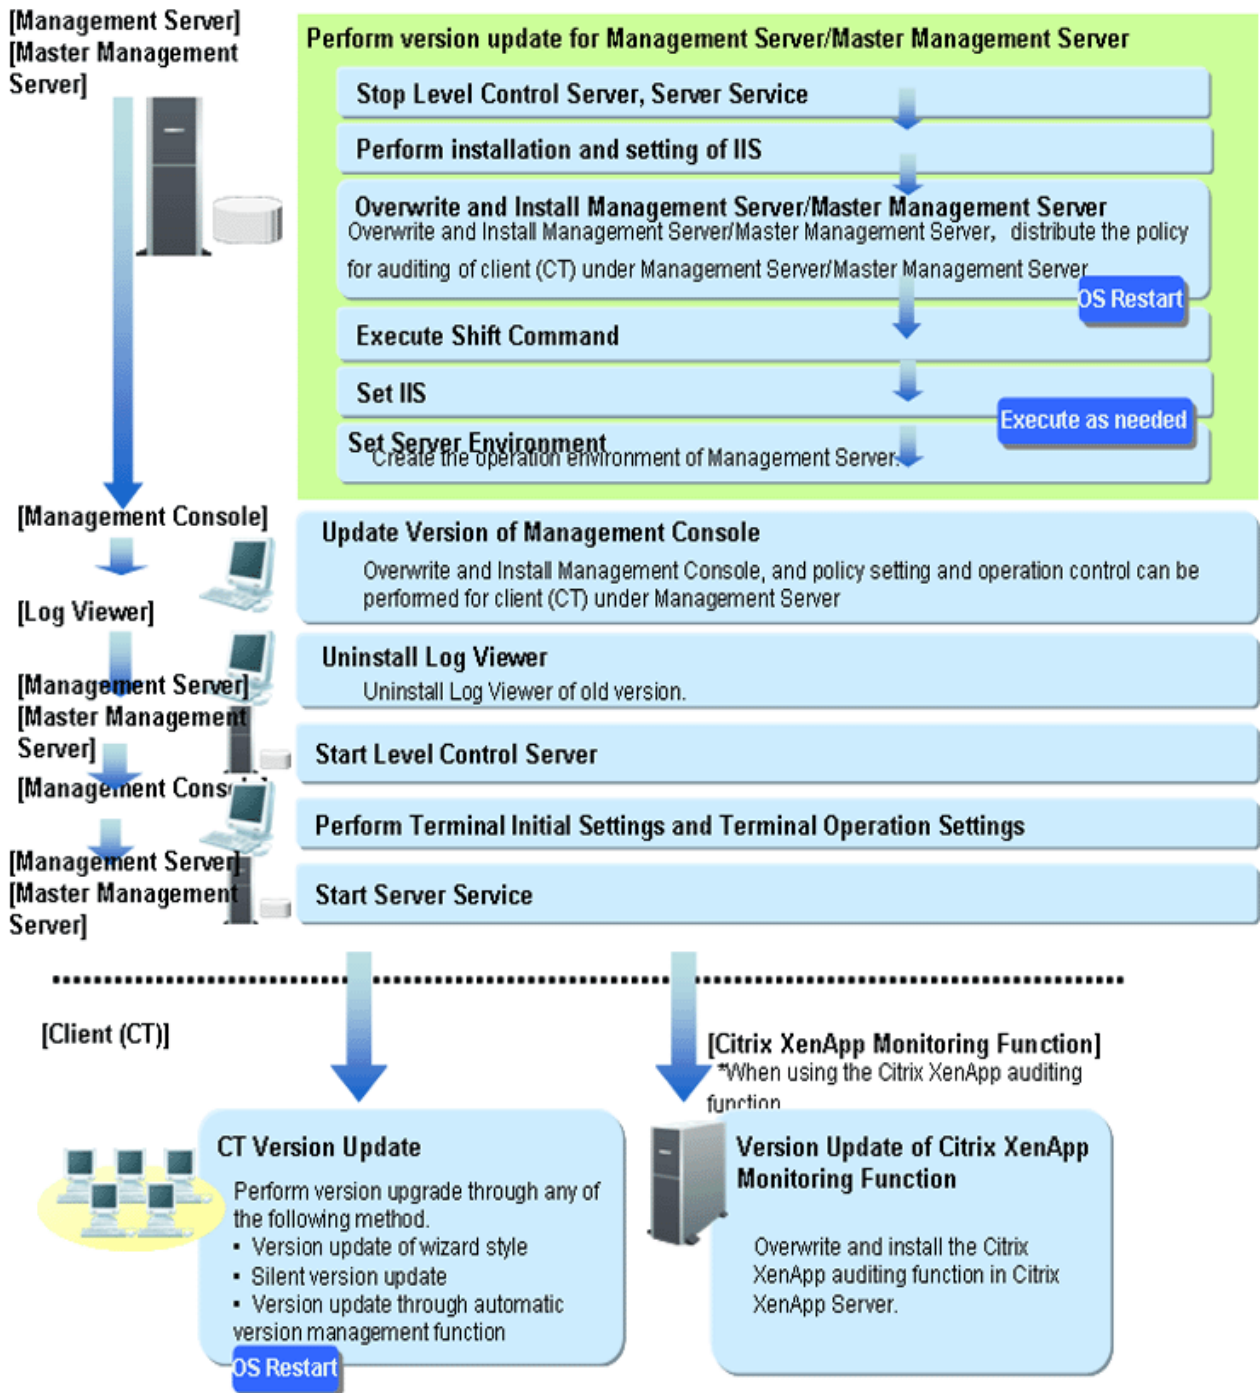 [Management Server]
[Master Management
Server]
Perform version update for Management Server/Master Management Server
Stop Level Control Server, Server Service
Perform installation and setting of IIS
Overwrite and Install Management Server/Master Management Server
Overwrite and Install Management Server/Master Management Server, distribute the policy
for auditing of client (CT) under Management Server/Master Management Server
OS Restart
Execute Shift Command
Set IIS
Execute as needed
Set Server Environment
Create the operation environment of Management Server.
[Management Console]
Update Version of Management Console
Overwrite and Install Management Console, and policy setting and operation control can be
performed for client (CT) under Management Server
[Log Viewer]
Uninstall Log Viewer
Uninstall Log Viewer of old version.
[Management Server]
[Master Management
Server]
Start Level Control Server
[Management Console]
Perform Terminal Initial Settings and Terminal Operation Settings
[Management Server]
[Master Management
Server]
Start Server Service
[Client (CT)]
[Citrix XenApp Monitoring Function]
*When using the Citrix XenApp auditing
function
CT Version Update
Perform version upgrade through any of
the following method.
▪ Version update of wizard style
▪ Silent version update
▪ Version update through automatic
version management function
OS Restart
Version Update of Citrix XenApp
Monitoring Function
Overwrite and install the Citrix
XenApp auditing function in Citrix
XenApp Server.